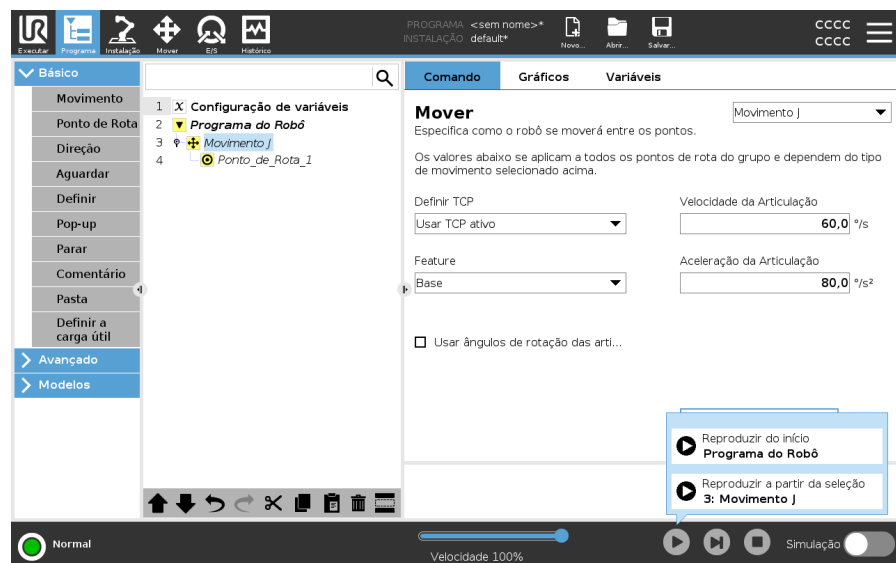 UR
Executar
Programa
Instalação
Mover
E/S
Histórico
PROGRAMA <sem nome>*
INSTALAÇÃO default*
Novo...
Abrir...
Salvar...
cccc
cccc
Básico
Movimento
Ponto de Rota
Direção
Aguardar
Definir
Pop-up
Parar
Comentário
Pasta
Definir a
carga útil
Avançado
Modelos
1 X Configuração de variáveis
2 Programa do Robô
3 Movimento J
4 Ponto_de_Rota_1
Comando Gráficos Variáveis
Mover
Movimento J
Especifica como o robô se moverá entre os pontos.
Os valores abaixo se aplicam a todos os pontos de rota do grupo e dependem do tipo
de movimento selecionado acima.
Definir TCP
Velocidade da Articulação
Usar TCP ativo
60,0 °/s
Feature
Aceleração da Articulação
Base
80,0 °/s²
Usar ângulos de rotação das arti...
Reproduzir do início
Programa do Robô
Reproduzir a partir da seleção
3: Movimento J
Normal
Velocidade 100%
Simulação